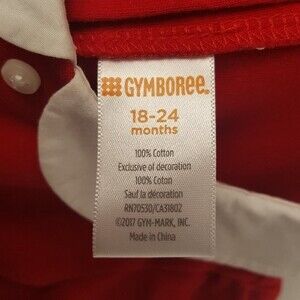 GYMBOREE
18-24
months
100% Cotton
Exclusive of decoration
100% Coton
Sauf la décoration
RN70530/CA31802
©2017 GYM-MARK, INC.
Made in China